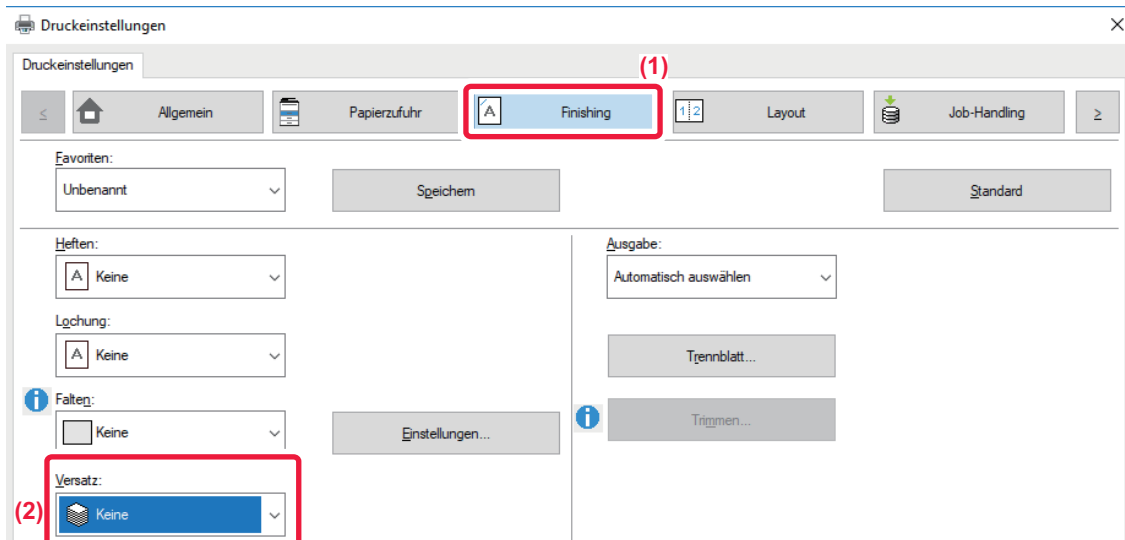 Druckeinstellungen
Druckeinstellungen
(1)
≤ Allgemein Papierzufuhr A Finishing 1 2 Layout Job-Handling ≥
Favoriten:
Unbenannt Speichern Standard
Heften: Ausgabe:
A Keine Automatisch auswählen
Lochung:
A Keine Trennblatt...
i Falten: i Trimmen...
Keine Einstellungen...
Versatz:
(2) Keine